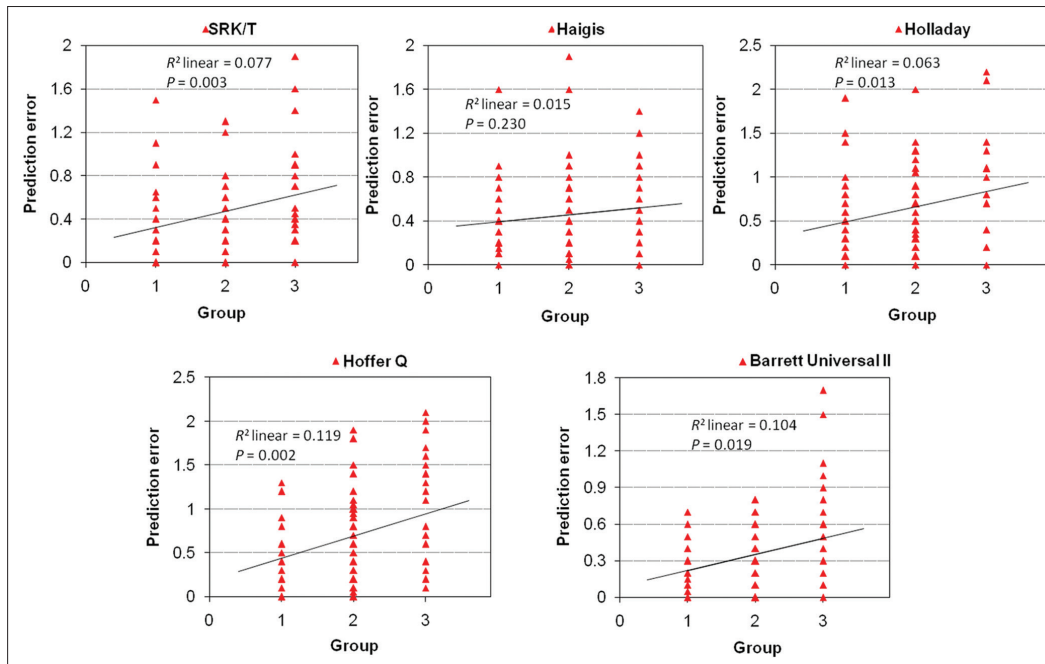 SRK/T
R² linear = 0.077
P = 0.003
Prediction error
2
1.6
1.2
0.8
0.4
0
0 1 2 3
Group
Haigis
R² linear = 0.015
P = 0.230
Prediction error
2
1.6
1.2
0.8
0.4
0
0 1 2 3
Group
Holladay
R² linear = 0.063
P = 0.013
Prediction error
2.5
2
1.5
1
0.5
0
0 1 2 3
Group
Hoffer Q
R² linear = 0.119
P = 0.002
Prediction error
2.5
2
1.5
1
0.5
0
0 1 2 3
Group
Barrett Universal II
R² linear = 0.104
P = 0.019
Prediction error
1.8
1.5
1.2
0.9
0.6
0.3
0
0 1 2 3
Group